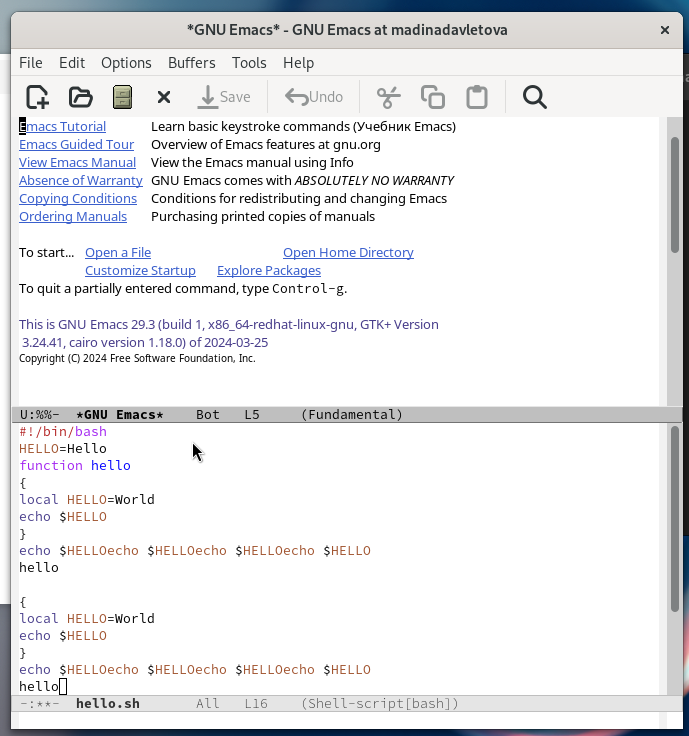 *GNU Emacs* - GNU Emacs at madinadavletova
File Edit Options Buffers Tools Help
Save Undo
Emacs Tutorial Learn basic keystroke commands (Учебник Emacs)
Emacs Guided Tour Overview of Emacs features at gnu.org
View Emacs Manual View the Emacs manual using Info
Absence of Warranty GNU Emacs comes with ABSOLUTELY NO WARRANTY
Copying Conditions Conditions for redistributing and changing Emacs
Ordering Manuals Purchasing printed copies of manuals
To start... Open a File Open Home Directory
Customize Startup Explore Packages
To quit a partially entered command, type Control-g.
This is GNU Emacs 29.3 (build 1, x86_64-redhat-linux-gnu, GTK+ Version
3.24.41, cairo version 1.18.0) of 2024-03-25
Copyright (C) 2024 Free Software Foundation, Inc.
U:%%- *GNU Emacs* Bot L5 (Fundamental)
#!/bin/bash
HELLO=Hello
function hello
{
local HELLO=World
echo $HELLO
}
echo $HELLOecho $HELLOecho $HELLOecho $HELLO
hello
{
local HELLO=World
echo $HELLO
}
echo $HELLOecho $HELLOecho $HELLOecho $HELLO
hello
-:**- hello.sh All L16 (Shell-script[bash])